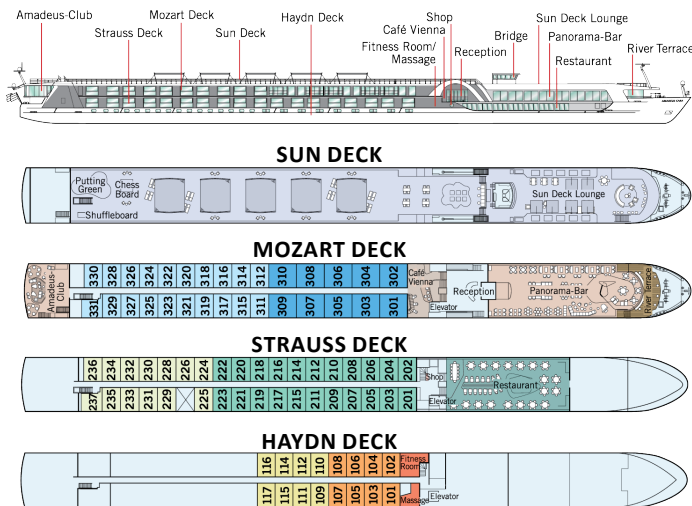 Amadeus-Club
Strauss Deck
Mozart Deck
Sun Deck
Haydn Deck
Fitness Room/
Massage
Café Vienna
Shop
Reception
Bridge
Sun Deck Lounge
Panorama-Bar
Restaurant
River Terrace
SUN DECK
Putting
Green
Chess
Board
Shuffleboard
Sun Deck Lounge
MOZART DECK
Amadeus-
Club
330 328 326 324 322 320 318 316 314 312 310 308 306 304 302
331 329 327 325 323 321 319 317 315 311 309 307 305 303 301
Café
Vienna
Elevator
Reception
Panorama-Bar
River Terrace
STRAUSS DECK
236 234 232 230 228 226 224 222 220 218 216 214 212 210 208 206 204 202
237 235 233 231 229 225 223 221 219 217 215 211 209 207 205 203 201
Shop
Elevator
Restaurant
HAYDN DECK
116 114 112 110 108 106 104 102
117 115 111 109 107 105 103 101
Fitness
Room
Massage
Elevator